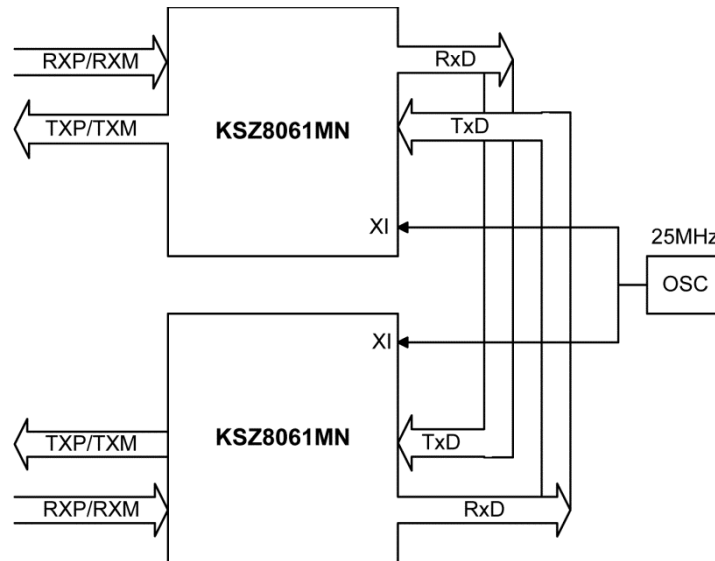 RXP/RXM
RxD
TXP/TXM
KSZ8061MN
TxD
XI
25MHz
OSC
XI
TXP/TXM
KSZ8061MN
TxD
RXP/RXM
RxD